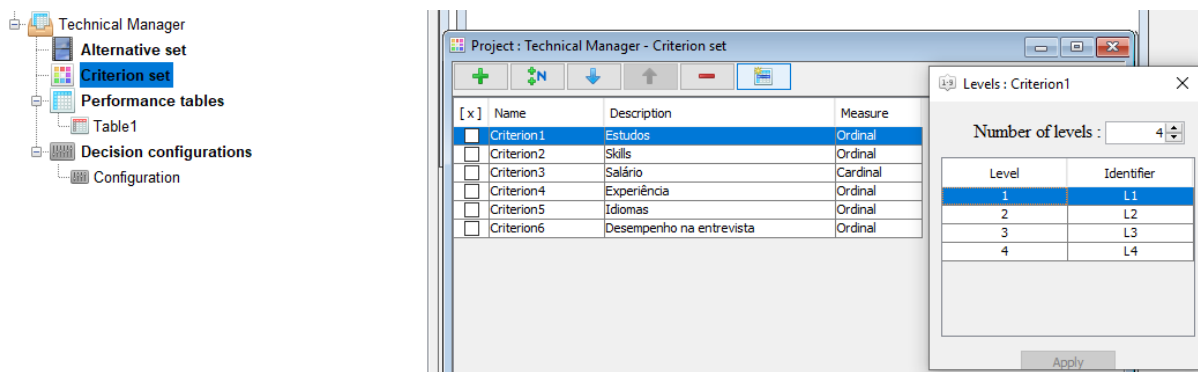 Technical Manager
Alternative set
Criterion set
Performance tables
Table1
Decision configurations
Configuration
Project : Technical Manager - Criterion set
N
[x] Name Description Measure
Criterion1 Estudos Ordinal
Criterion2 Skills Ordinal
Criterion3 Salário Cardinal
Criterion4 Experiência Ordinal
Criterion5 Idiomas Ordinal
Criterion6 Desempenho na entrevista Ordinal
1-9 Levels : Criterion1
Number of levels : 4
Level Identifier
1 L1
2 L2
3 L3
4 L4
Apply